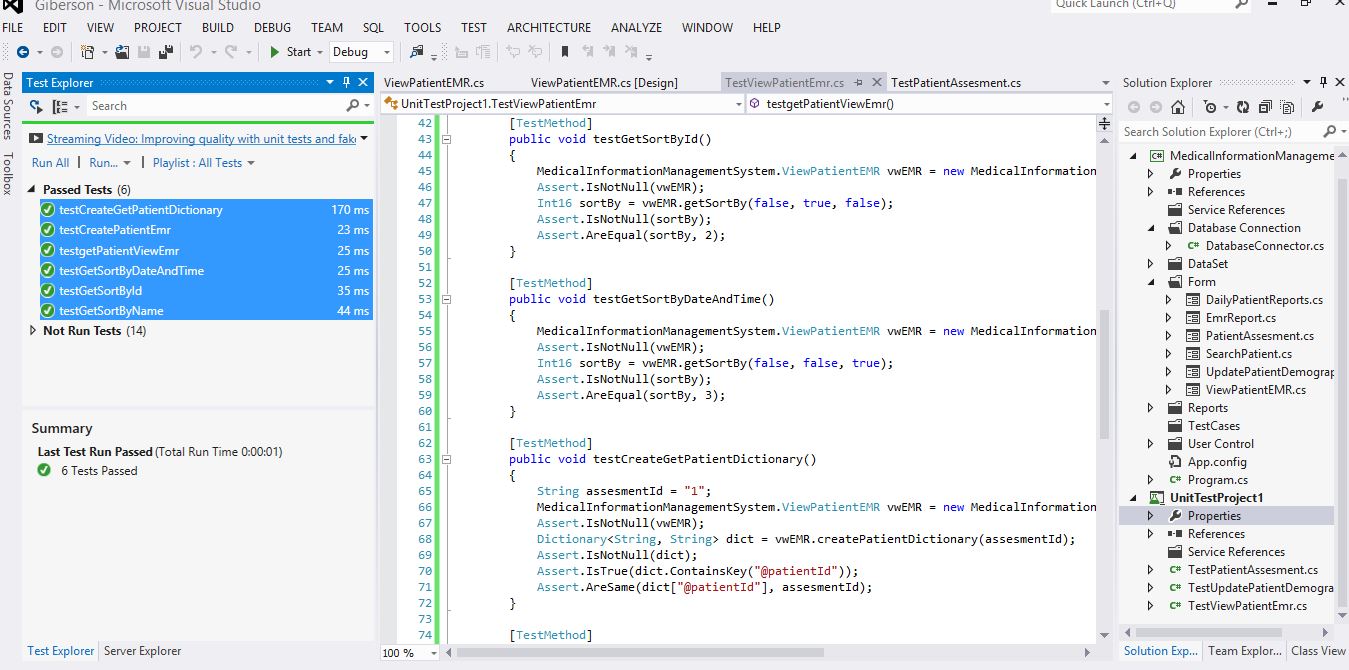 Giberson - Microsoft Visual Studio
Quick Launch (Ctrl+Q)
FILE EDIT VIEW PROJECT BUILD DEBUG TEAM SQL TOOLS TEST ARCHITECTURE ANALYZE WINDOW HELP
Start Debug
Data Sources
Toolbox
Test Explorer
Search
Streaming Video: Improving quality with unit tests and fake
Run All | Run... | Playlist : All Tests
Passed Tests (6)
testCreateGetPatientDictionary 170 ms
testCreatePatientEmr 23 ms
testgetPatientViewEmr 25 ms
testGetSortByDateAndTime 25 ms
testGetSortById 35 ms
testGetSortByName 44 ms
Not Run Tests (14)
Summary
Last Test Run Passed (Total Run Time 0:00:01)
6 Tests Passed
Test Explorer Server Explorer
ViewPatientEMR.cs ViewPatientEMR.cs [Design] TestViewPatientEmr.cs TestPatientAssesment.cs
UnitTestProject1.TestViewPatientEmr testgetPatientViewEmr()
42 [TestMethod]
43 public void testGetSortById()
44 {
45 MedicalInformationManagementSystem.ViewPatientEMR vwEMR = new MedicalInformation
46 Assert.IsNotNull(vwEMR);
47 Int16 sortBy = vwEMR.getSortBy(false, true, false);
48 Assert.IsNotNull(sortBy);
49 Assert.AreEqual(sortBy, 2);
50 }
51
52 [TestMethod]
53 public void testGetSortByDateAndTime()
54 {
55 MedicalInformationManagementSystem.ViewPatientEMR vwEMR = new MedicalInformation
56 Assert.IsNotNull(vwEMR);
57 Int16 sortBy = vwEMR.getSortBy(false, false, true);
58 Assert.IsNotNull(sortBy);
59 Assert.AreEqual(sortBy, 3);
60 }
61
62 [TestMethod]
63 public void testCreateGetPatientDictionary()
64 {
65 String assesmentId = "1";
66 MedicalInformationManagementSystem.ViewPatientEMR vwEMR = new MedicalInformation
67 Assert.IsNotNull(vwEMR);
68 Dictionary<String, String> dict = vwEMR.createPatientDictionary(assesmentId);
69 Assert.IsNotNull(dict);
70 Assert.IsTrue(dict.ContainsKey("@patientId"));
71 Assert.AreSame(dict["@patientId"], assesmentId);
72 }
73
74 [TestMethod]
100 %
Solution Explorer
Search Solution Explorer (Ctrl+;)
MedicalInformationManageme
Properties
References
Service References
Database Connection
DatabaseConnector.cs
DataSet
Form
DailyPatientReports.cs
EmrReport.cs
PatientAssesment.cs
SearchPatient.cs
UpdatePatientDemograp
ViewPatientEMR.cs
Reports
TestCases
User Control
App.config
Program.cs
UnitTestProject1
Properties
References
Service References
TestPatientAssesment.cs
TestUpdatePatientDemogra
TestViewPatientEmr.cs
Solution Exp... Team Explor... Class View